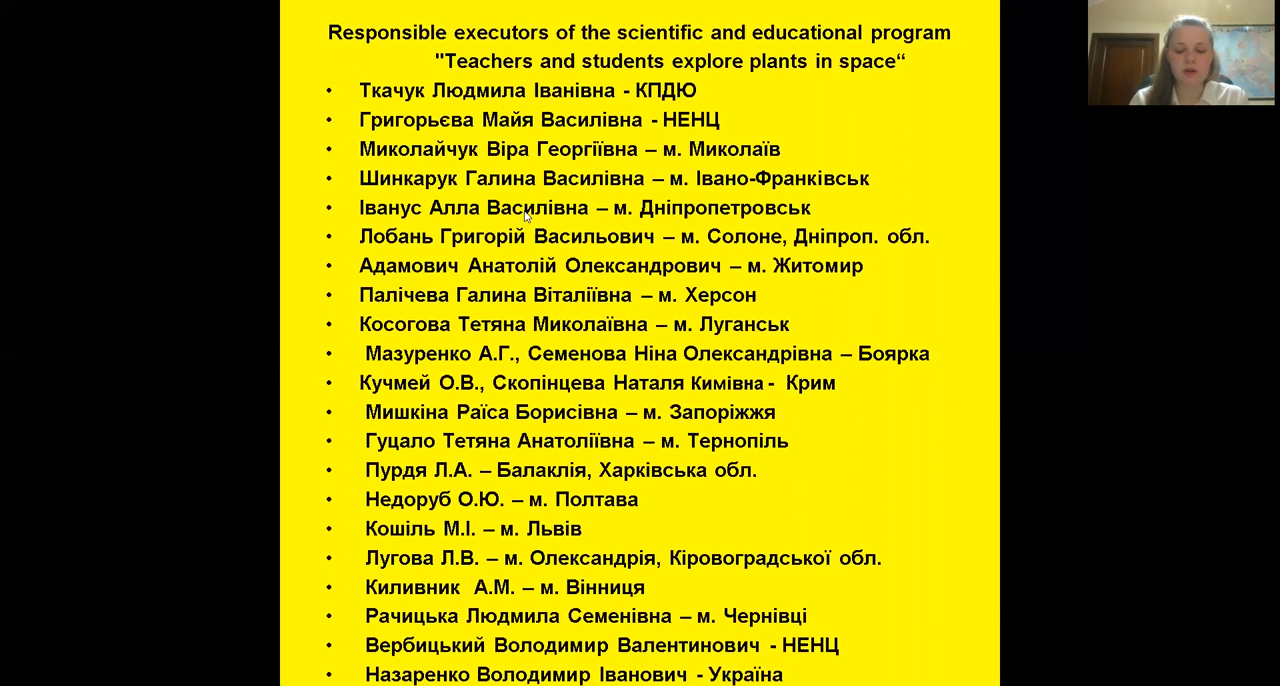 Responsible executors of the scientific and educational program
"Teachers and students explore plants in space“
• Ткачук Людмила Іванівна - КПДЮ
• Григорьєва Майя Василівна - НЕНЦ
• Миколайчук Віра Георгіївна – м. Миколаїв
• Шинкарук Галина Василівна – м. Івано-Франківськ
• Іванус Алла Василівна – м. Дніпропетровськ
• Лобань Григорій Васильович – м. Солоне, Дніпроп. обл.
• Адамович Анатолій Олександрович – м. Житомир
• Палічева Галина Віталіївна – м. Херсон
• Косогова Тетяна Миколаївна – м. Луганськ
• Мазуренко А.Г., Семенова Ніна Олександрівна – Боярка
• Кучмей О.В., Скопінцева Наталя Кимівна - Крим
• Мишкіна Раїса Борисівна – м. Запоріжжя
• Гуцало Тетяна Анатоліївна – м. Тернопіль
• Пурдя Л.А. – Балаклія, Харківська обл.
• Недоруб О.Ю. – м. Полтава
• Кошіль М.І. – м. Львів
• Лугова Л.В. – м. Олександрія, Кіровоградської обл.
• Киливник А.М. – м. Вінниця
• Рачицька Людмила Семенівна – м. Чернівці
• Вербицький Володимир Валентинович - НЕНЦ
• Назаренко Володимир Іванович - Україна